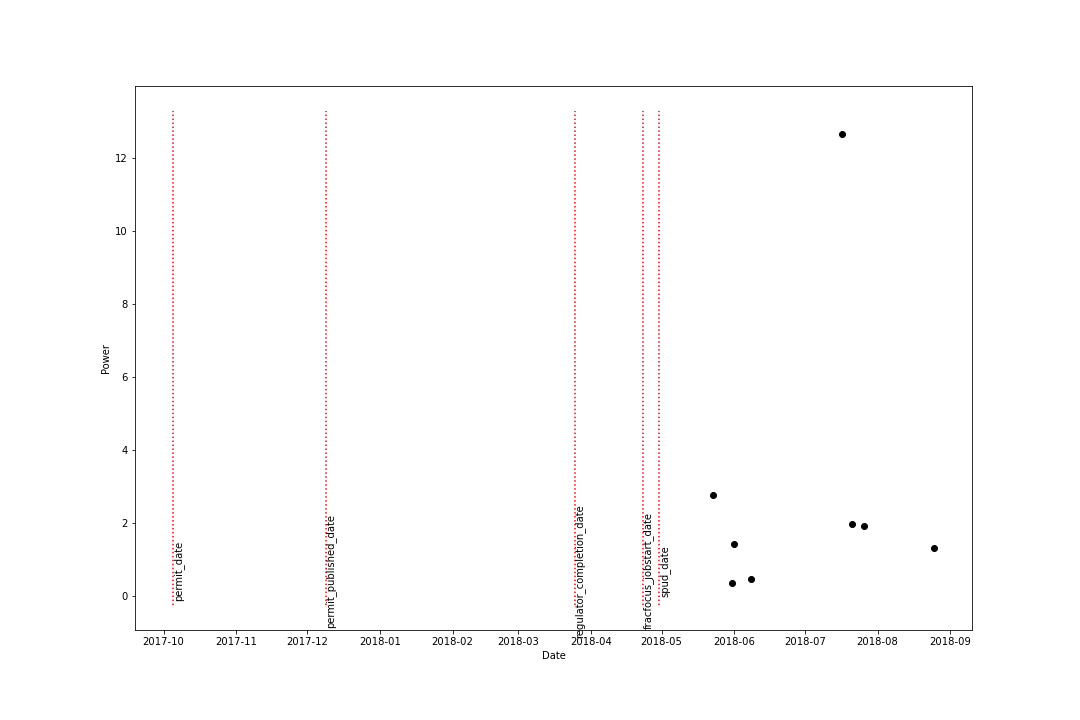 12
10
8
6
4
2
0
Power
permit_date
permit_published_date
regulator_completion_date
fracfocus_jobstart_date
spud_date
2017-10 2017-11 2017-12 2018-01 2018-02 2018-03 2018-04 2018-05 2018-06 2018-07 2018-08 2018-09
Date